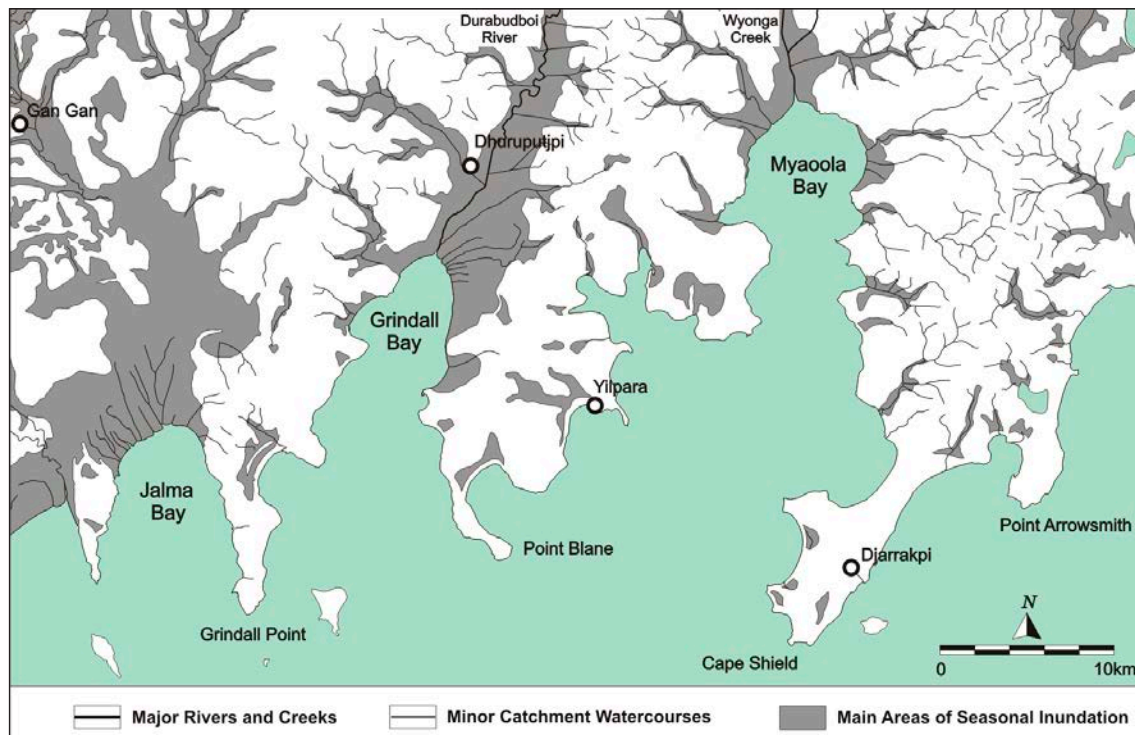 Durabudboi
River
Wyonga
Creek
Gan Gan
Dhuruputjpi
Myaoola
Bay
Grindall
Bay
Yilpara
Jalma
Bay
Point Arrowsmith
Point Blane
Djarrakpi
Grindall Point
Cape Shield
N
0 10km
Major Rivers and Creeks
Minor Catchment Watercourses
Main Areas of Seasonal Inundation